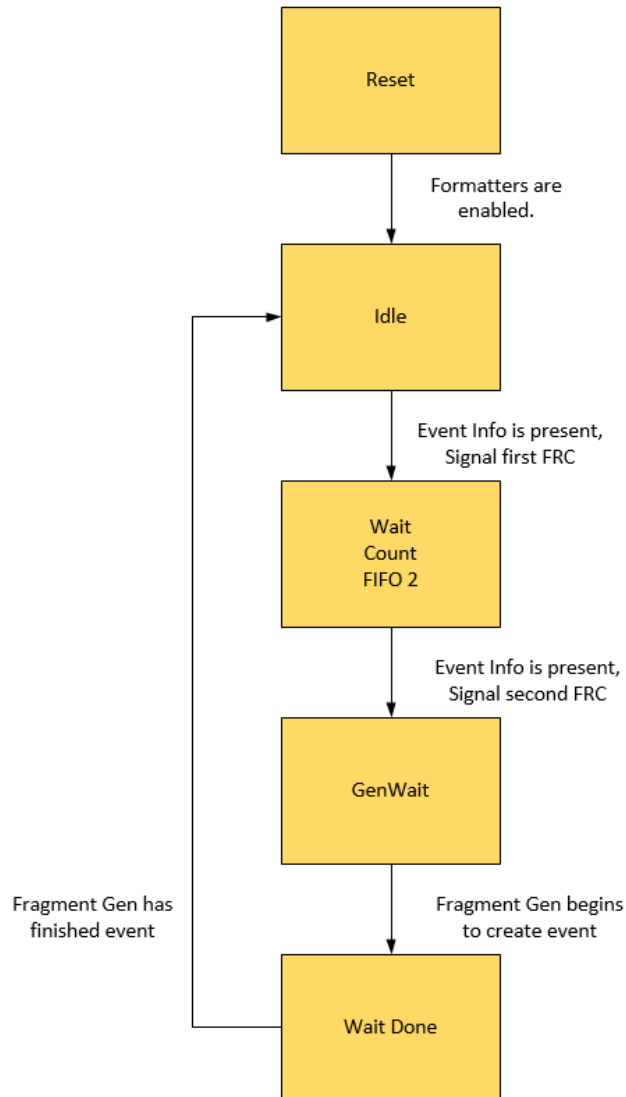 Reset
Formatters are
enabled.
Idle
Event Info is present,
Signal first FRC
Wait
Count
FIFO 2
Event Info is present,
Signal second FRC
GenWait
Fragment Gen has
finished event
Fragment Gen begins
to create event
Wait Done